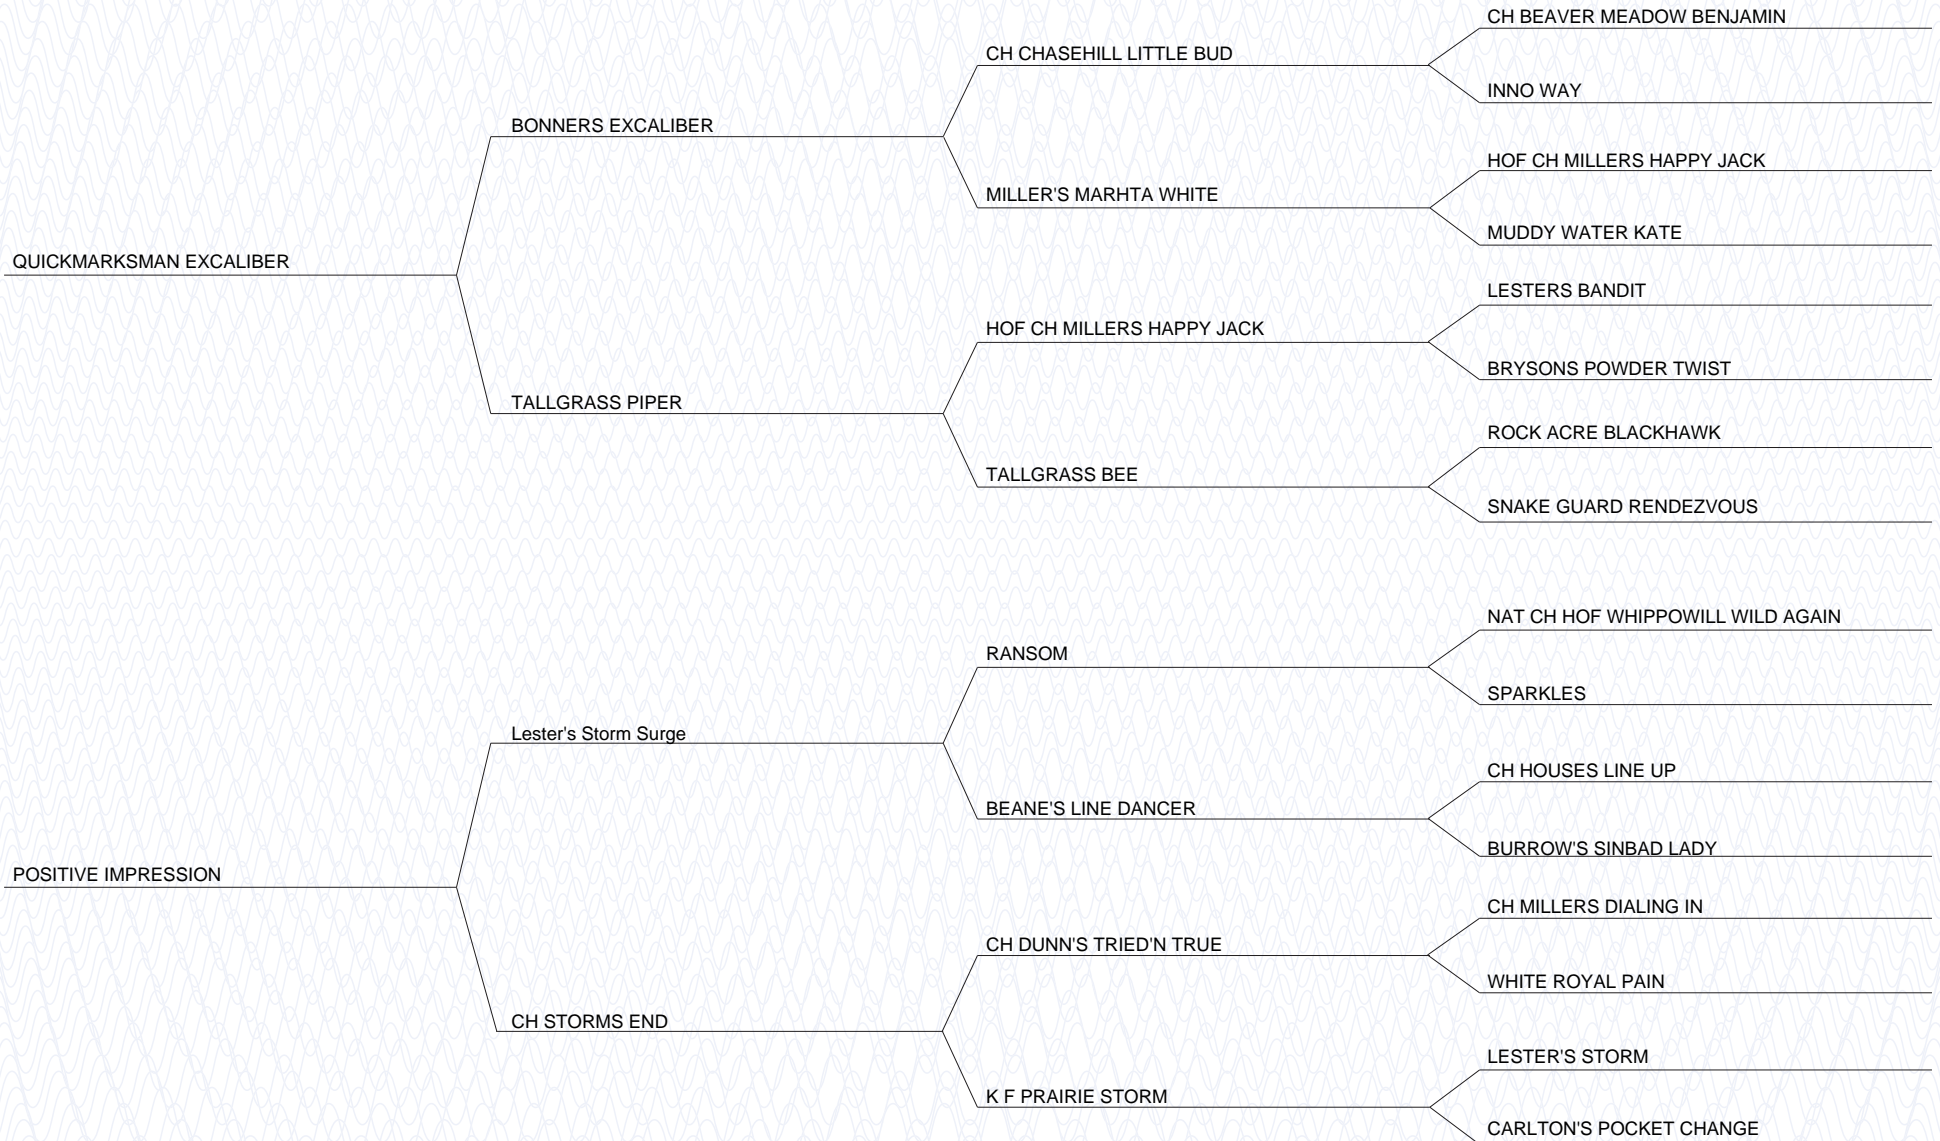 CH BEAVER MEADOW BENJAMIN
CH CHASEHILL LITTLE BUD
INNO WAY
BONNERS EXCALIBER
HOF CH MILLERS HAPPY JACK
MILLER'S MARHTA WHITE
MUDDY WATER KATE
QUICKMARKSMAN EXCALIBER
LESTERS BANDIT
HOF CH MILLERS HAPPY JACK
BRYSONS POWDER TWIST
TALLGRASS PIPER
ROCK ACRE BLACKHAWK
TALLGRASS BEE
SNAKE GUARD RENDEZVOUS
NAT CH HOF WHIPPOWILL WILD AGAIN
RANSOM
SPARKLES
Lester's Storm Surge
CH HOUSES LINE UP
BEANE'S LINE DANCER
BURROW'S SINBAD LADY
POSITIVE IMPRESSION
CH MILLERS DIALING IN
CH DUNN'S TRIED'N TRUE
WHITE ROYAL PAIN
CH STORMS END
LESTER'S STORM
K F PRAIRIE STORM
CARLTON'S POCKET CHANGE